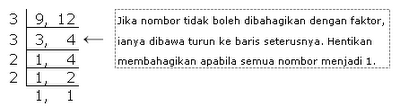 3 9, 12
3 3, 4 ←
2 1, 4
2 1, 2
1, 1
Jika nombor tidak boleh dibahagikan dengan faktor,
ianya dibawa turun ke baris seterusnya. Hentikan
membahagikan apabila semua nombor menjadi 1.